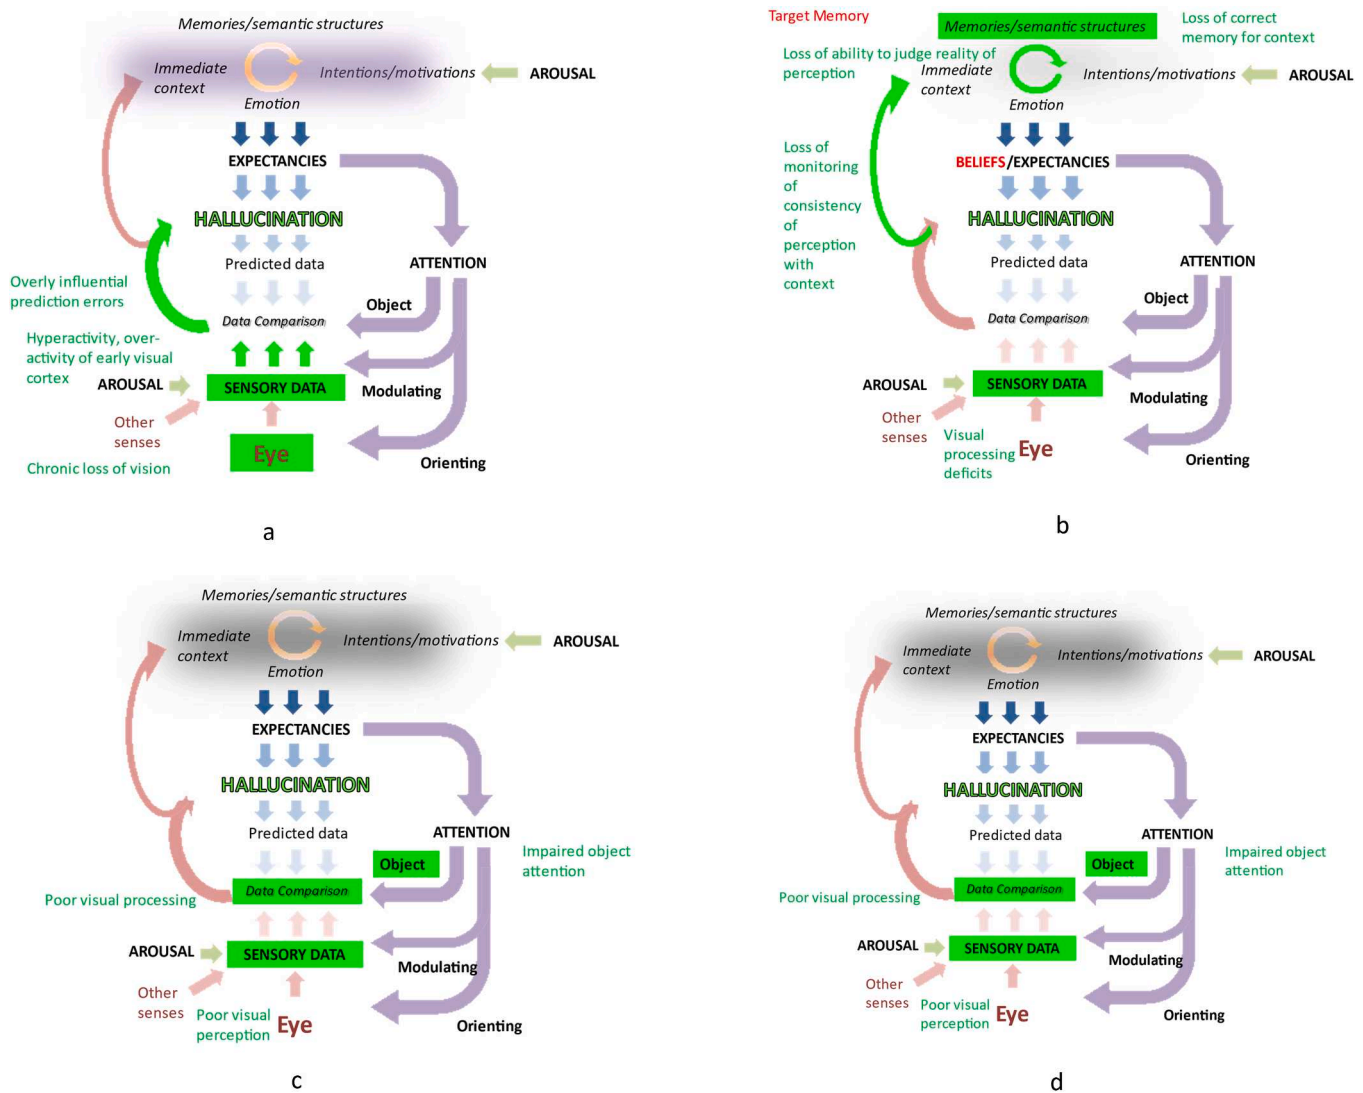 Memories/semantic structures
Immediate
context
Intentions/motivations
AROUSAL
Emotion
EXPECTANCIES
HALLUCINATION
Predicted data
ATTENTION
Overly influential
prediction errors
Object
Data Comparison
Hyperactivity, over-
activity of early visual
cortex
AROUSAL
SENSORY DATA
Modulating
Other
senses
Eye
Chronic loss of vision
Orienting
a
Target Memory
Memories/semantic structures
Loss of correct
memory for context
Loss of ability to judge reality of
perception
Immediate
context
Intentions/motivations
AROUSAL
Emotion
Loss of
monitoring
of
consistency
of
perception
with
context
BELIEFS/EXPECTANCIES
HALLUCINATION
Predicted data
ATTENTION
Object
Data Comparison
AROUSAL
SENSORY DATA
Modulating
Other
senses
Visual
processing
deficits
Eye
Orienting
b
Memories/semantic structures
Immediate
context
Intentions/motivations
AROUSAL
Emotion
EXPECTANCIES
HALLUCINATION
Predicted data
ATTENTION
Object
Impaired object
attention
Data Comparison
Poor visual processing
AROUSAL
SENSORY DATA
Modulating
Other
senses
Poor visual
perception
Eye
Orienting
c
Memories/semantic structures
Immediate
context
Intentions/motivations
AROUSAL
Emotion
EXPECTANCIES
HALLUCINATION
Predicted data
ATTENTION
Object
Impaired object
attention
Data Comparison
Poor visual processing
AROUSAL
SENSORY DATA
Modulating
Other
senses
Poor visual
perception
Eye
Orienting
d